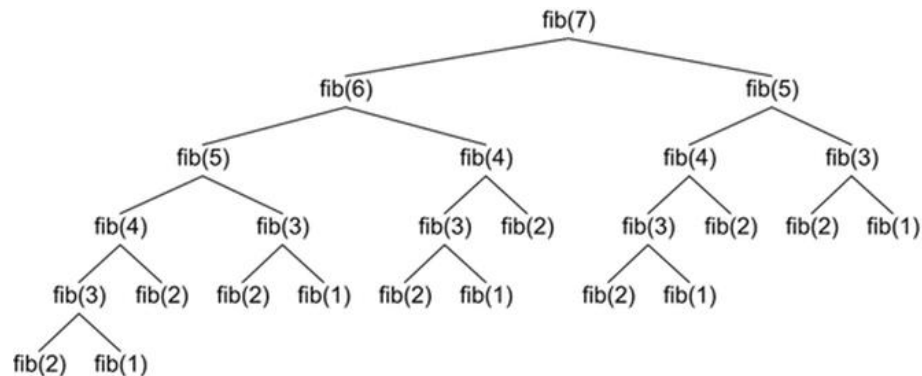 fib(7)
fib(6) fib(5)
fib(5) fib(4) fib(4) fib(3)
fib(4) fib(3) fib(3) fib(2) fib(3) fib(2) fib(2) fib(1)
fib(3) fib(2) fib(2) fib(1) fib(2) fib(1) fib(2) fib(1)
fib(2) fib(1)